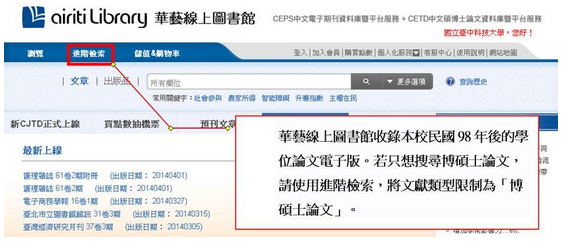 airiti Library 華藝線上圖書館
CEPS中文電子期刊資料庫暨平台服務 + CETD中文碩博士論文資料庫暨平台服務
國立臺中科技大學,您好!
瀏覽 進階檢索 儲值&購物車
登入 | 加入會員 | 購買點數 | 個人化服務 | 客服中心 | 使用說明 | 網站地圖
| 文章 | 出版品 | 所有欄位 更多選項 查詢歷史
常用關鍵字:社會參與 農家所得 智能障礙 分離指數 主權在民
新CJTD正式上線 買點數抽機票 預刊文章
最新上線
護理雜誌 61卷2期附冊 (出版日期: 20140401)
護理雜誌 61卷2期 (出版日期: 20140401)
電子商務學報 16卷1期 (出版日期: 20140327)
臺北市立圖書館館訊 31卷3期 (出版日期: 20140315)
臺灣經濟研究月刊 37卷3期 (出版日期: 20140305)
華藝線上圖書館收錄本校民國 98 年後的學
位論文電子版。若只想搜尋博碩士論文,
請使用進階檢索,將文獻類型限制為「博
碩士論文」。